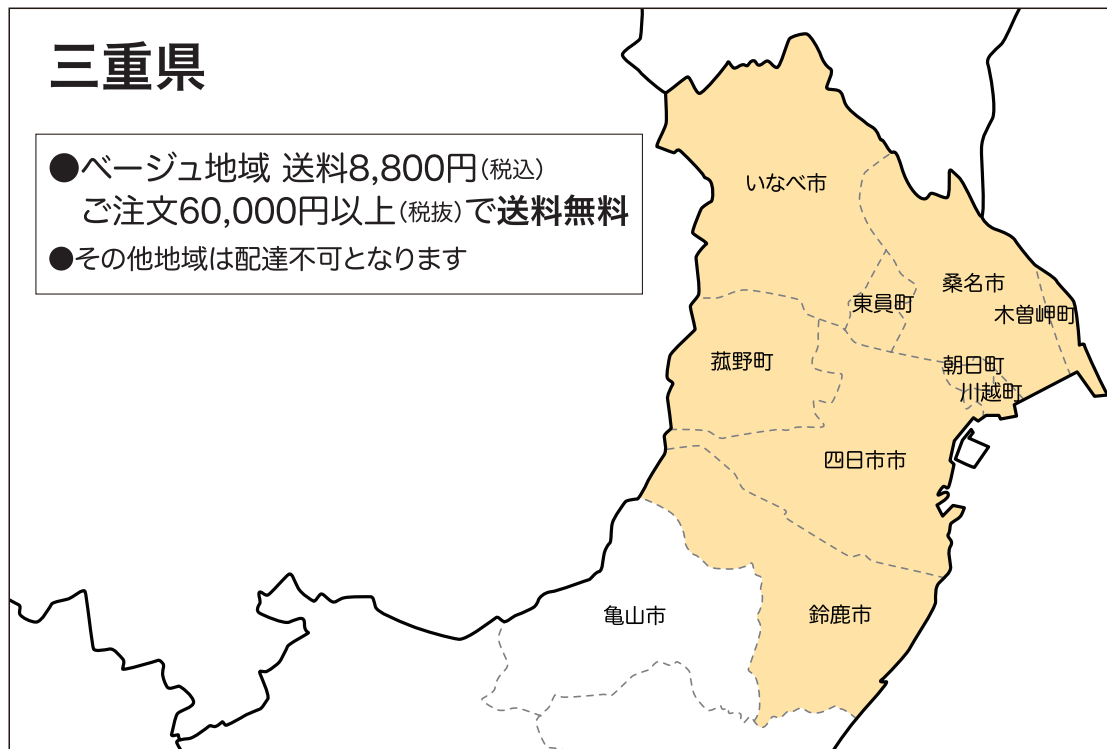 三重県
●ベージュ地域 送料8,800円(税込)
ご注文60,000円以上(税抜)で送料無料
●その他地域は配達不可となります
いなべ市
桑名市
東員町
木曽岬町
菰野町
朝日町
川越町
四日市市
亀山市
鈴鹿市